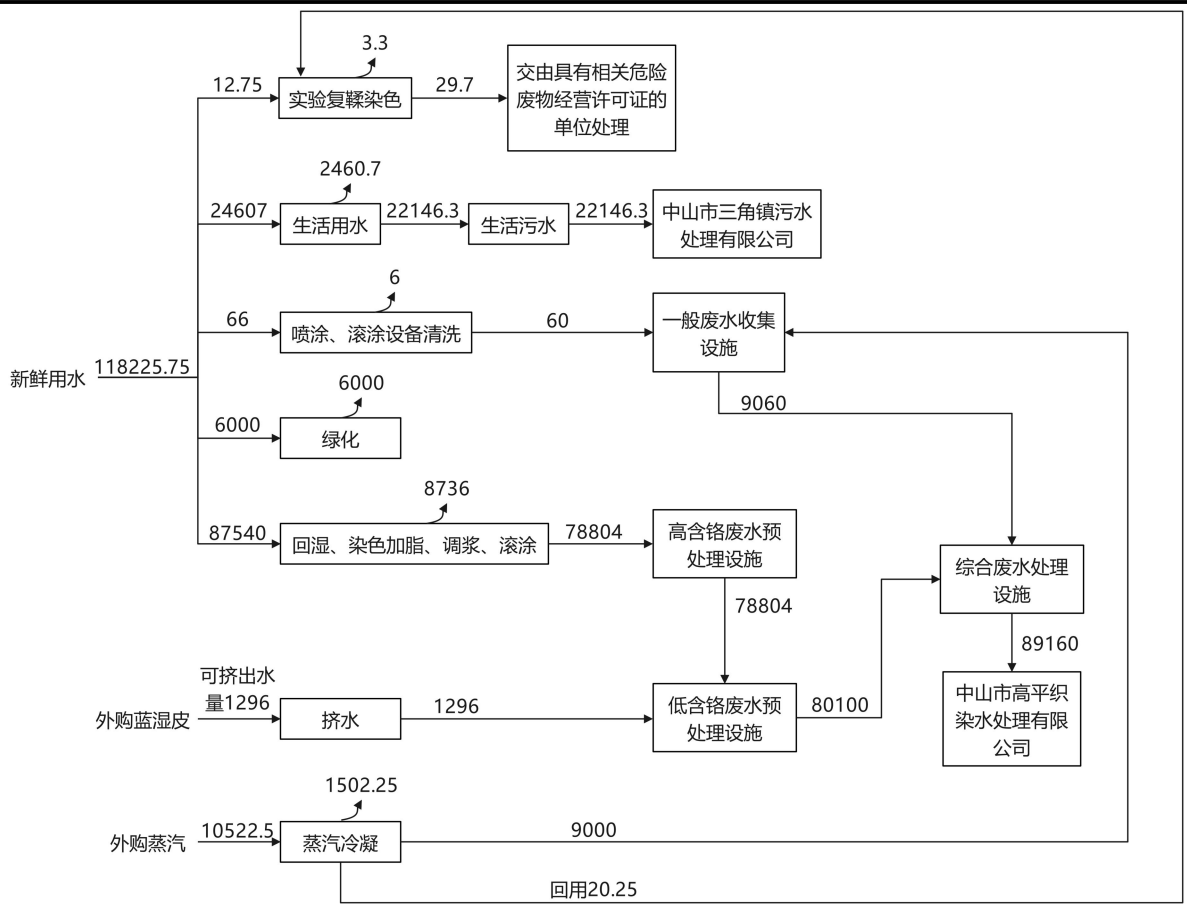 3.3
12.75
实验复鞣染色
29.7
交由具有相关危险
废物经营许可证的
单位处理
2460.7
24607
生活用水
22146.3
生活污水
22146.3
中山市三角镇污水
处理有限公司
6
66
喷涂、滚涂设备清洗
60
一般废水收集
设施
新鲜用水
118225.75
6000
6000
绿化
9060
8736
87540
回湿、染色加脂、调浆、滚涂
78804
高含铬废水预
处理设施
78804
综合废水处理
设施
89160
可挤出水
量1296
外购蓝湿皮
挤水
1296
低含铬废水预
处理设施
80100
中山市高平织
染水处理有限
公司
1502.25
外购蒸汽
10522.5
蒸汽冷凝
9000
回用20.25